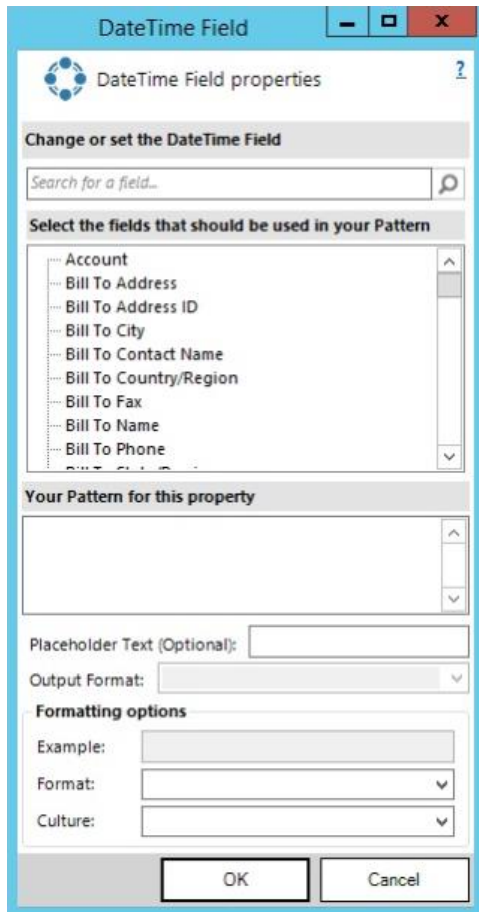 DateTime Field
x
DateTime Field properties
?
Change or set the DateTime Field
Search for a field...
Select the fields that should be used in your Pattern
Account
Bill To Address
Bill To Address ID
Bill To City
Bill To Contact Name
Bill To Country/Region
Bill To Fax
Bill To Name
Bill To Phone
Your Pattern for this property
Placeholder Text (Optional):
Output Format:
Formatting options
Example:
Format:
Culture:
OK Cancel